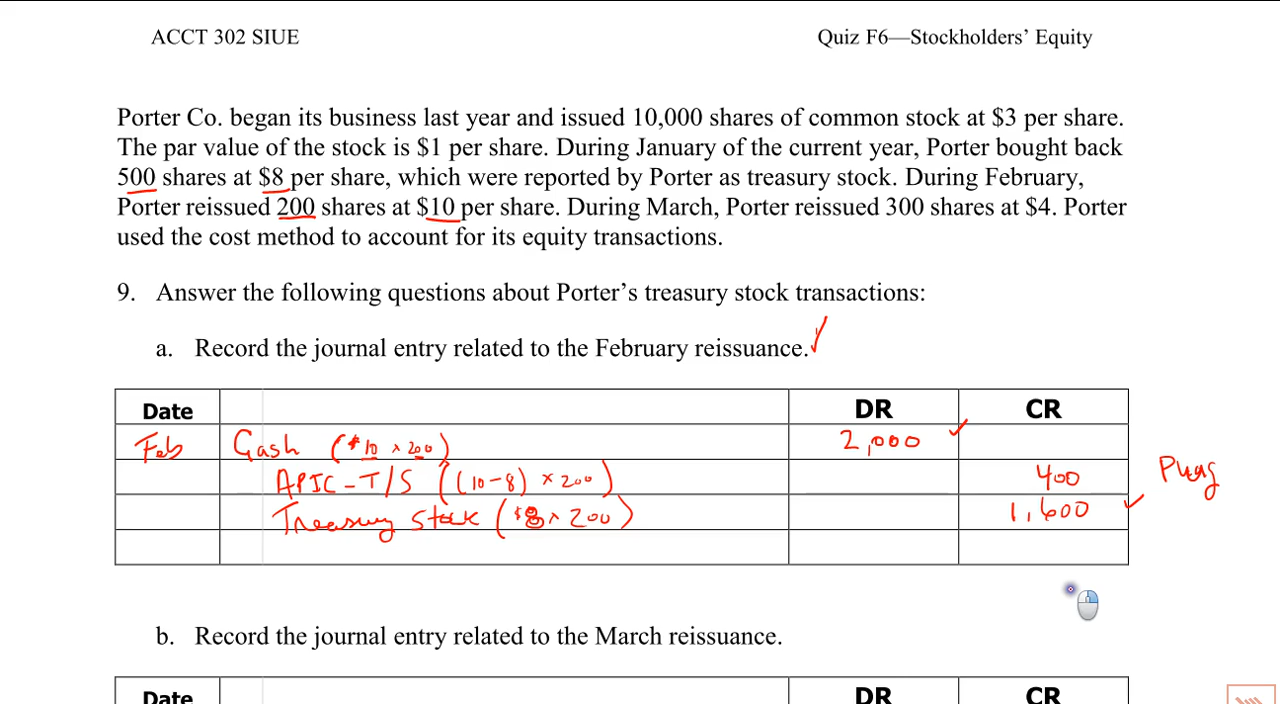 ACCT 302 SIUE
Quiz F6—Stockholders' Equity
Porter Co. began its business last year and issued 10,000 shares of common stock at $3 per share.
The par value of the stock is $1 per share. During January of the current year, Porter bought back
500 shares at $8 per share, which were reported by Porter as treasury stock. During February,
Porter reissued 200 shares at $10 per share. During March, Porter reissued 300 shares at $4. Porter
used the cost method to account for its equity transactions.
9. Answer the following questions about Porter's treasury stock transactions:
a. Record the journal entry related to the February reissuance.
Date DR CR
Feb Cash ($10 x 200) 2,000
APIC-T/S ((10-8) x 200) 400 Plug
Treasury Stock ($8 x 200) 1,600
b. Record the journal entry related to the March reissuance.
Date DR CR